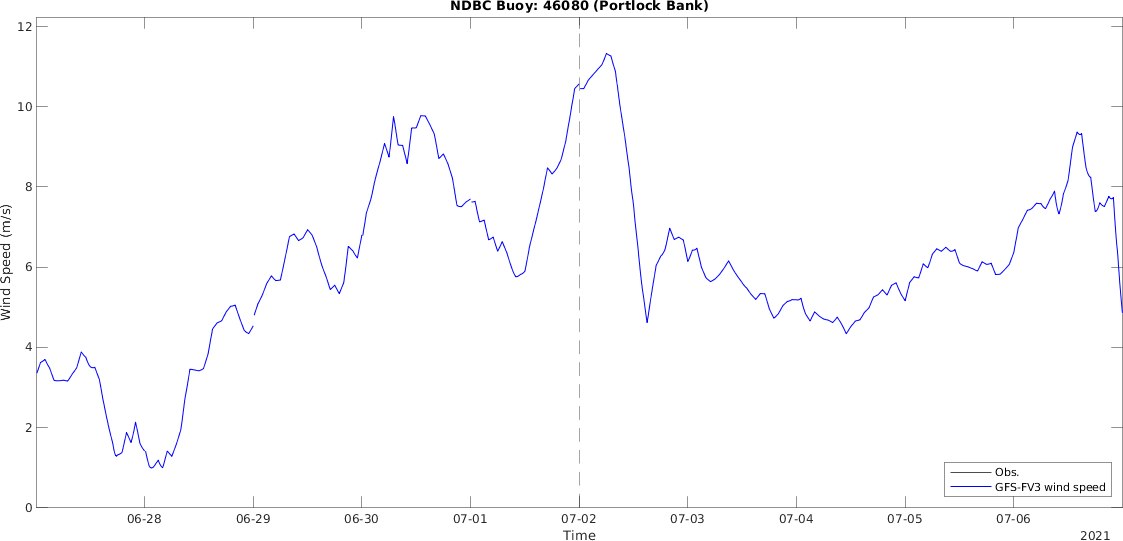 NDBC Buoy: 46080 (Portlock Bank)
12
10
8
6
4
2
0
Wind Speed (m/s)
06-28 06-29 06-30 07-01 07-02 07-03 07-04 07-05 07-06
Time
2021
Obs.
GFS-FV3 wind speed